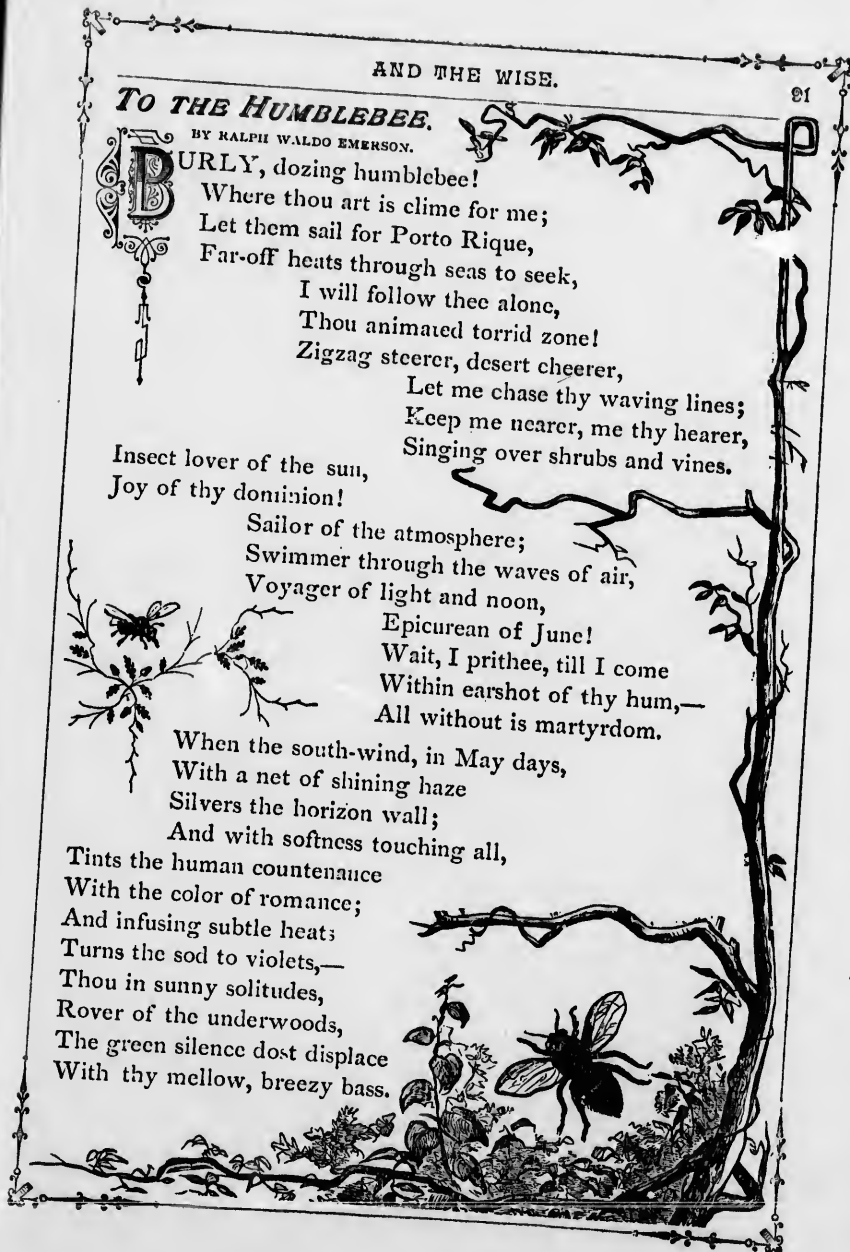 AND THE WISE.
91
TO THE HUMBLEBEE.
BY RALPH WALDO EMERSON.
BURLY, dozing humblebee!
Where thou art is clime for me;
Let them sail for Porto Rique,
Far-off heats through seas to seek,
I will follow thee alone,
Thou animated torrid zone!
Zigzag steerer, desert cheerer,
Let me chase thy waving lines;
Keep me nearer, me thy hearer,
Singing over shrubs and vines.
Insect lover of the sun,
Joy of thy dominion!
Sailor of the atmosphere;
Swimmer through the waves of air,
Voyager of light and noon,
Epicurean of June!
Wait, I prithee, till I come
Within earshot of thy hum,—
All without is martyrdom.
When the south-wind, in May days,
With a net of shining haze
Silvers the horizon wall;
And with softness touching all,
Tints the human countenance
With the color of romance;
And infusing subtle heats
Turns the sod to violets,—
Thou in sunny solitudes,
Rover of the underwoods,
The green silence dost displace
With thy mellow, breezy bass.